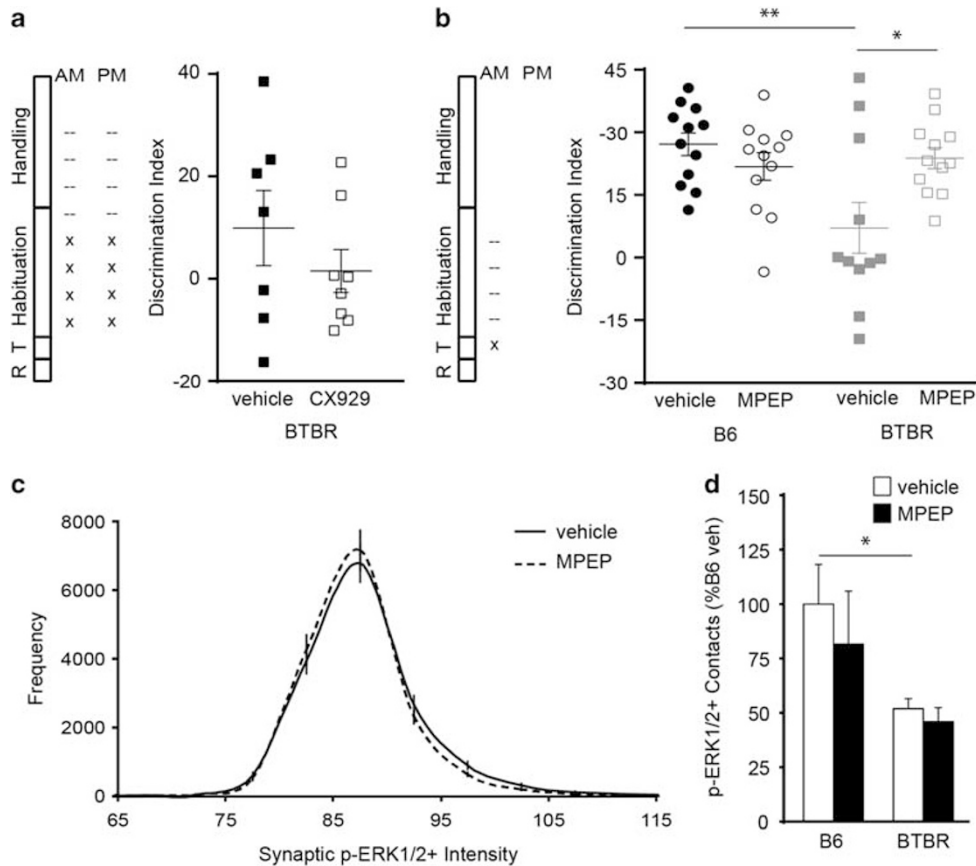 a
AM PM
Handling
Habituation
T
R
-- --
-- --
-- --
-- --
x x
x x
x x
x x
Discrimination Index
40
20
0
-20
vehicle CX929
BTBR
b
AM PM
Handling
Habituation
T
R
--
--
--
--
x
Discrimination Index
45
-30
15
0
-15
-30
** *
vehicle MPEP vehicle MPEP
B6 BTBR
c
Frequency
8000
6000
4000
2000
0
65 75 85 95 105 115
Synaptic p-ERK1/2+ Intensity
vehicle
MPEP
d
vehicle
MPEP
p-ERK1/2+ Contacts (%B6 veh)
150
125
100
75
50
25
0
*
B6 BTBR